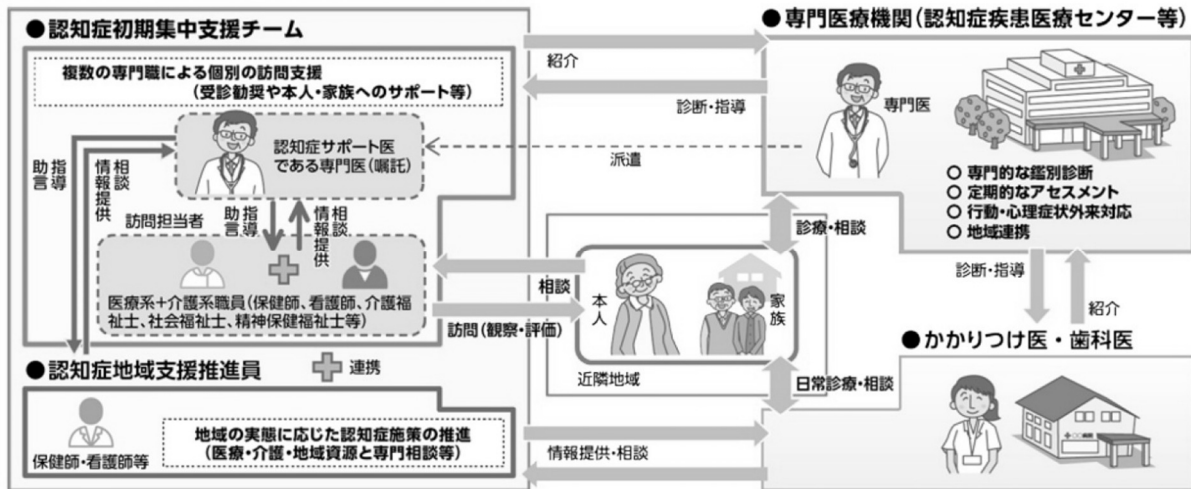 ●認知症初期集中支援チーム
複数の専門職による個別の訪問支援
(受診勧奨や本人・家族へのサポート等)
認知症サポート医
である専門医(嘱託)
指導
助言
相談
情報提供
訪問担当者
指導
助言
相談
情報提供
医療系+介護系職員(保健師、看護師、介護福
祉士、社会福祉士、精神保健福祉士等)
●認知症地域支援推進員
連携
保健師・看護師等
地域の実態に応じた認知症施策の推進
(医療・介護・地域資源と専門相談等)
紹介
診断・指導
派遣
相談
訪問(観察・評価)
本人
家族
近隣地域
診療・相談
日常診療・相談
情報提供・相談
●専門医療機関(認知症疾患医療センター等)
専門医
○ 専門的な鑑別診断
○ 定期的なアセスメント
○ 行動・心理症状外来対応
○ 地域連携
診断・指導
紹介
●かかりつけ医・歯科医